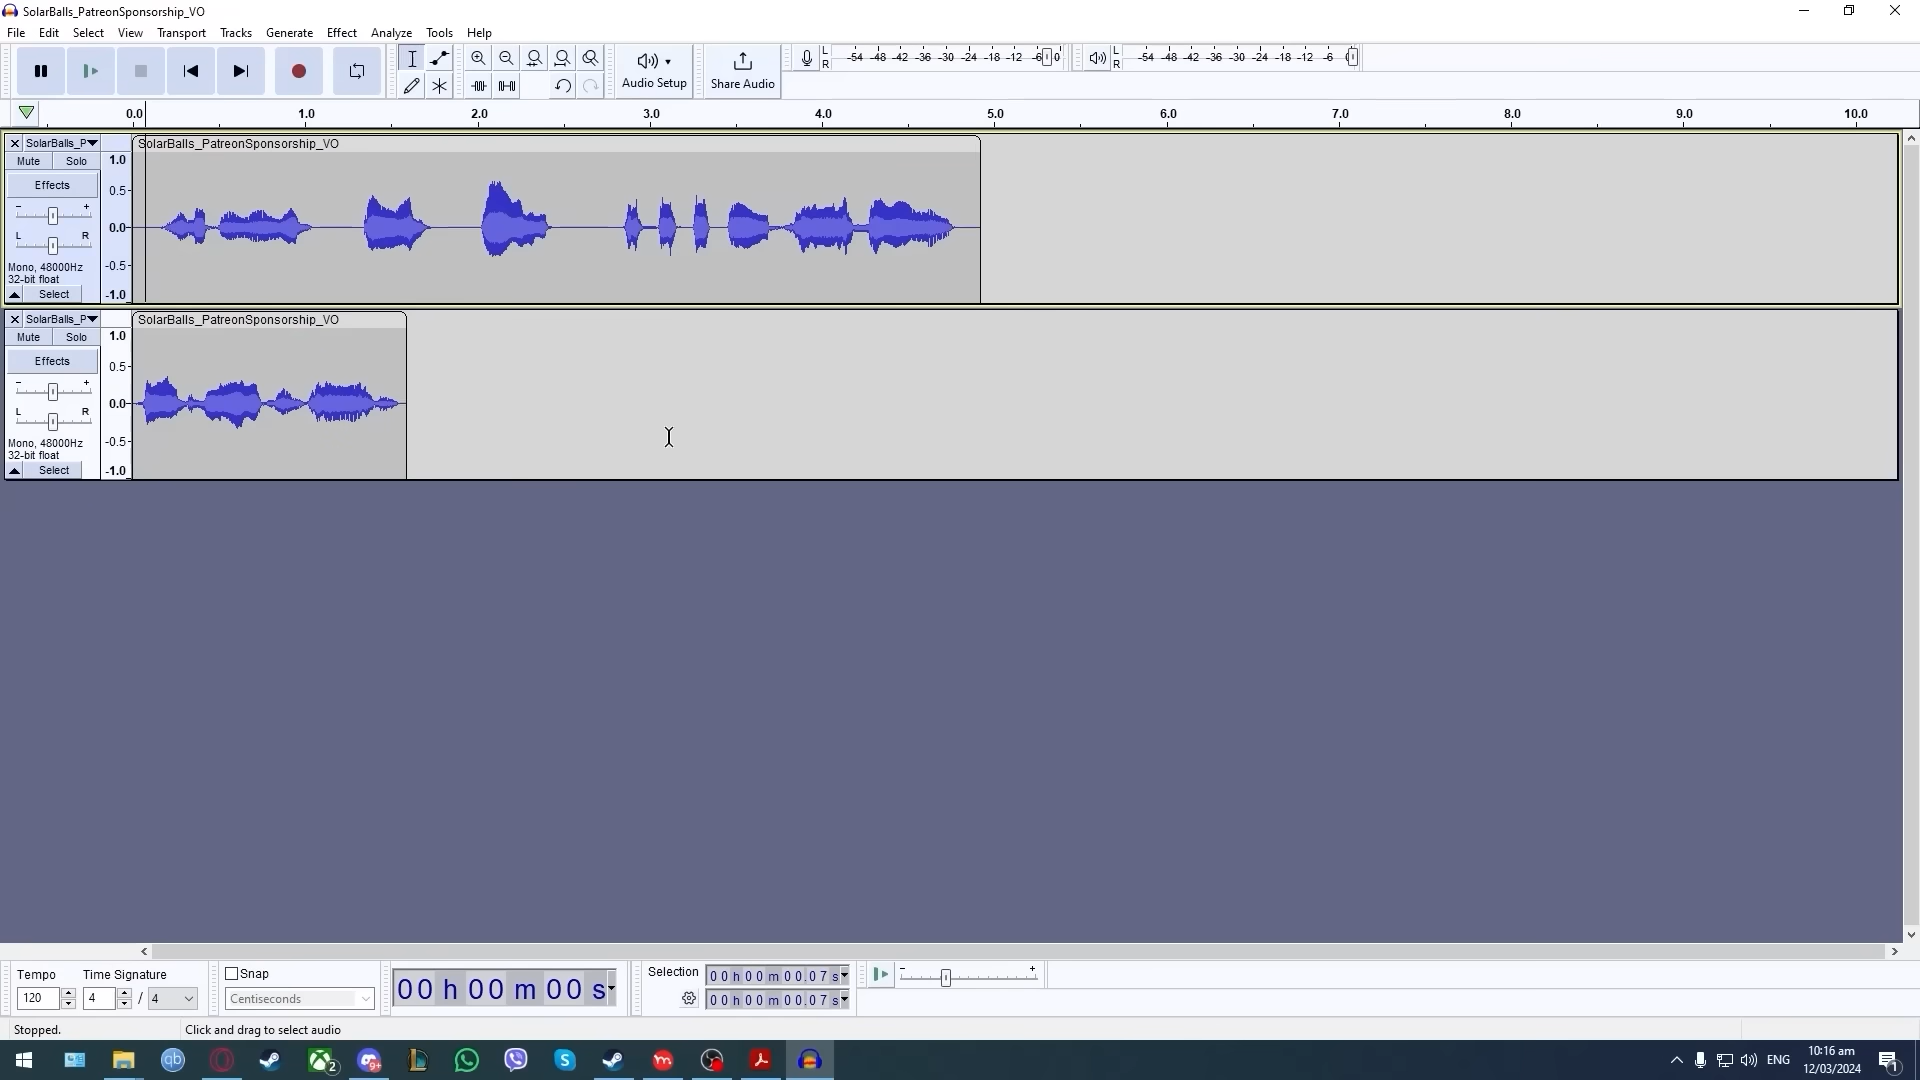 SolarBalls_PatreonSponsorship_VO
File Edit Select View Transport Tracks Generate Effect Analyze Tools Help
Audio Setup
Share Audio
L
R
-54 -48 -42 -36 -30 -24 -18 -12 -6 0
L
R
-54 -48 -42 -36 -30 -24 -18 -12 -6 0
0.0 1.0 2.0 3.0 4.0 5.0 6.0 7.0 8.0 9.0 10.0
SolarBalls_P
SolarBalls_PatreonSponsorship_VO
Mute Solo
Effects
- +
L R
Mono, 48000Hz
32-bit float
Select
1.0
0.5
0.0
-0.5
-1.0
SolarBalls_P
SolarBalls_PatreonSponsorship_VO
Mute Solo
Effects
- +
L R
Mono, 48000Hz
32-bit float
Select
1.0
0.5
0.0
-0.5
-1.0
Tempo
120
Time Signature
4 / 4
Snap
Centiseconds
00 h 00 m 00 s
Selection
00 h 00 m 00.07 s
00 h 00 m 00.07 s
- +
Stopped.
Click and drag to select audio
qb
2
9+
ENG
10:16 am
12/03/2024
1